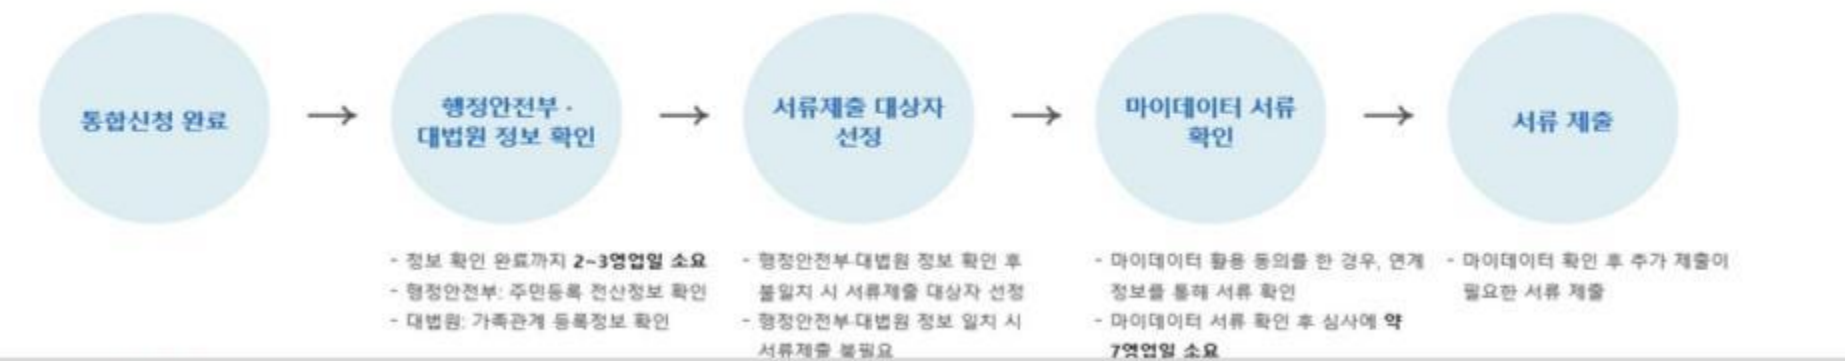 통합신청 완료
→
행정안전부 ·
대법원 정보 확인
→
서류제출 대상자
선정
→
마이데이터 서류
확인
→
서류 제출
- 정보 확인 완료까지 2~3영업일 소요
- 행정안전부: 주민등록 전산정보 확인
- 대법원: 가족관계 등록정보 확인
- 행정안전부·대법원 정보 확인 후
불일치 시 서류제출 대상자 선정
- 행정안전부·대법원 정보 일치 시
서류제출 불필요
- 마이데이터 활용 동의를 한 경우, 연계
정보를 통해 서류 확인
- 마이데이터 서류 확인 후 심사에 약
7영업일 소요
- 마이데이터 확인 후 추가 제출이
필요한 서류 제출